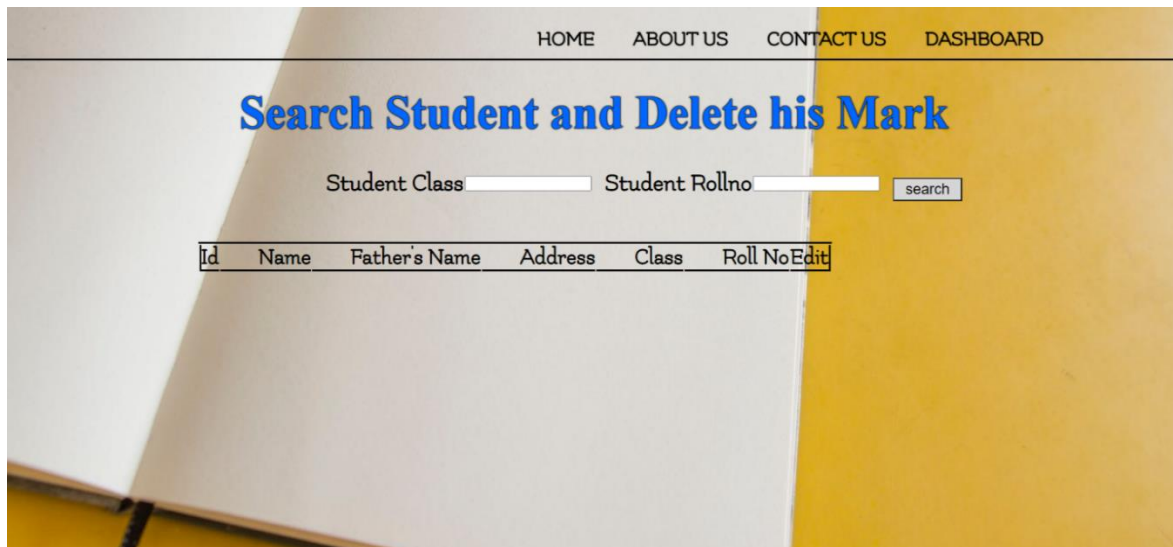 HOME ABOUT US CONTACT US DASHBOARD
Search Student and Delete his Mark
Student Class Student Rollno search
Id Name Father's Name Address Class Roll No Edit